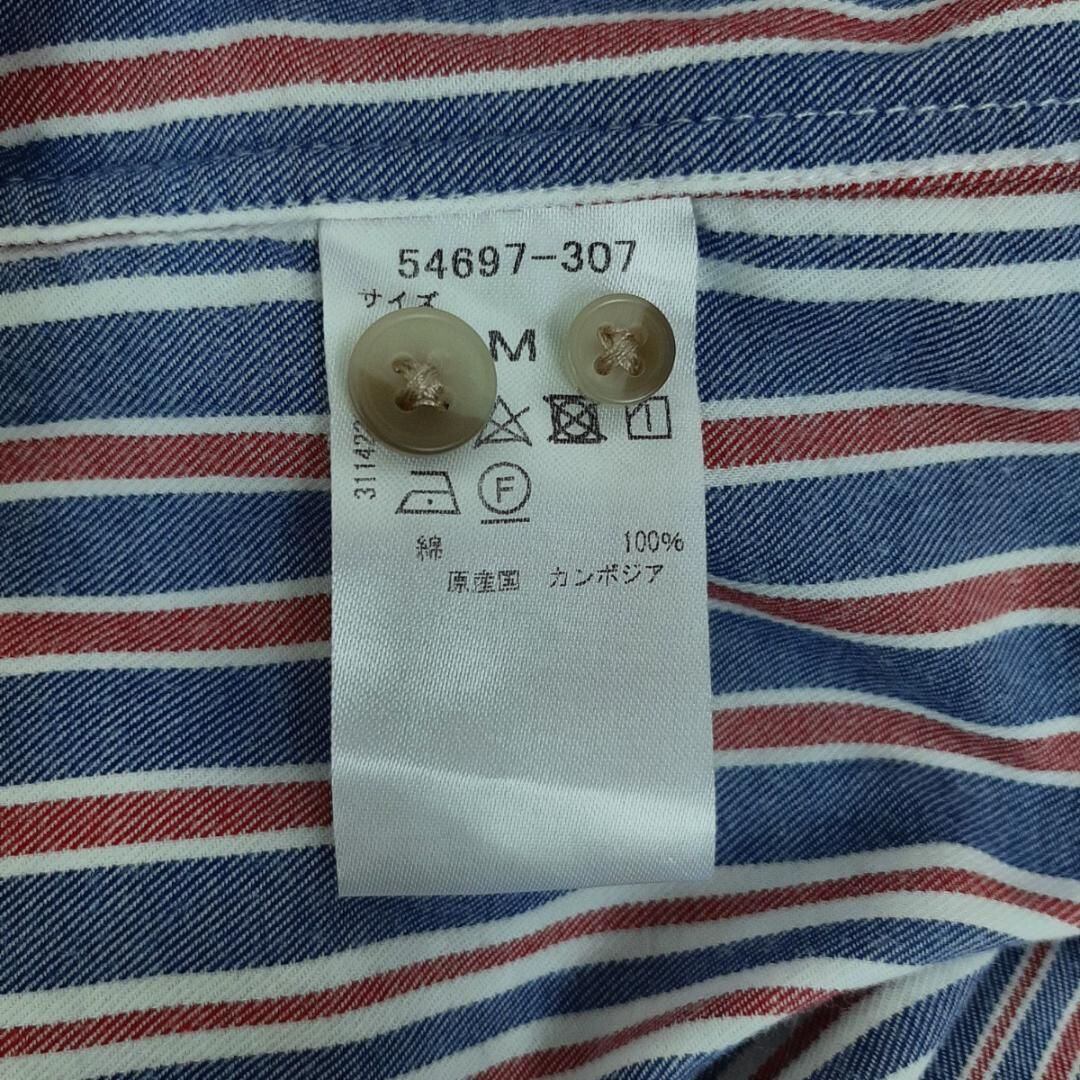 54697-307
サイズ
M
F
綿 100%
原産国 カンボジア